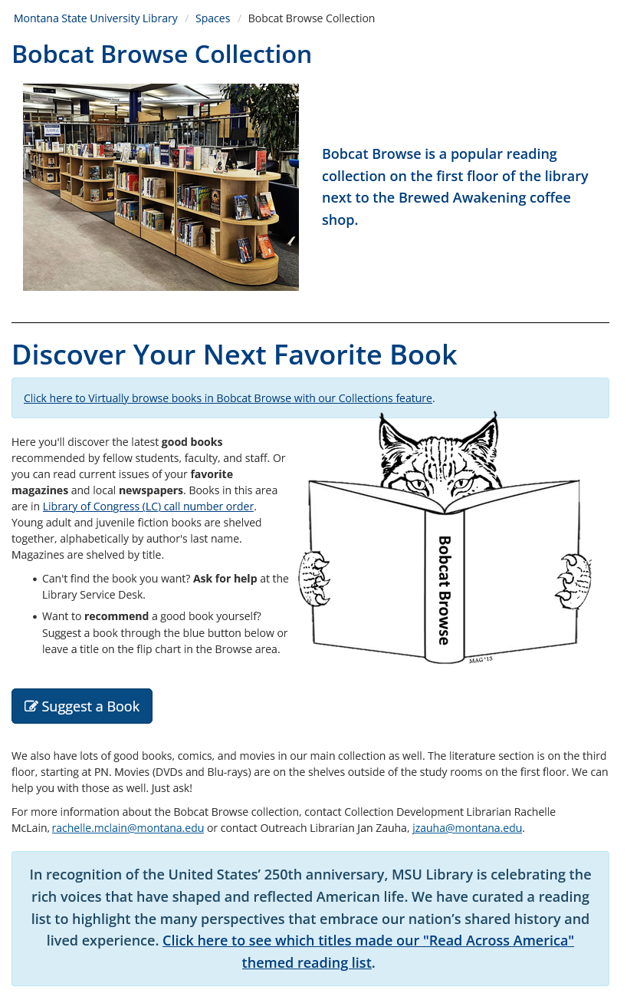 Montana State University Library / Spaces / Bobcat Browse Collection
Bobcat Browse Collection
Bobcat Browse is a popular reading
collection on the first floor of the library
next to the Brewed Awakening coffee
shop.
Discover Your Next Favorite Book
Click here to Virtually browse books in Bobcat Browse with our Collections feature.
Here you'll discover the latest good books
recommended by fellow students, faculty, and staff. Or
you can read current issues of your favorite
magazines and local newspapers. Books in this area
are in Library of Congress (LC) call number order.
Young adult and juvenile fiction books are shelved
together, alphabetically by author's last name.
Magazines are shelved by title.
• Can't find the book you want? Ask for help at the
Library Service Desk.
• Want to recommend a good book yourself?
Suggest a book through the blue button below or
leave a title on the flip chart in the Browse area.
Bobcat Browse
MAG '13
Suggest a Book
We also have lots of good books, comics, and movies in our main collection as well. The literature section is on the third
floor, starting at PN. Movies (DVDs and Blu-rays) are on the shelves outside of the study rooms on the first floor. We can
help you with those as well. Just ask!
For more information about the Bobcat Browse collection, contact Collection Development Librarian Rachelle
McLain, rachelle.mclain@montana.edu or contact Outreach Librarian Jan Zauha, jzauha@montana.edu.
In recognition of the United States’ 250th anniversary, MSU Library is celebrating the
rich voices that have shaped and reflected American life. We have curated a reading
list to highlight the many perspectives that embrace our nation’s shared history and
lived experience. Click here to see which titles made our "Read Across America"
themed reading list.